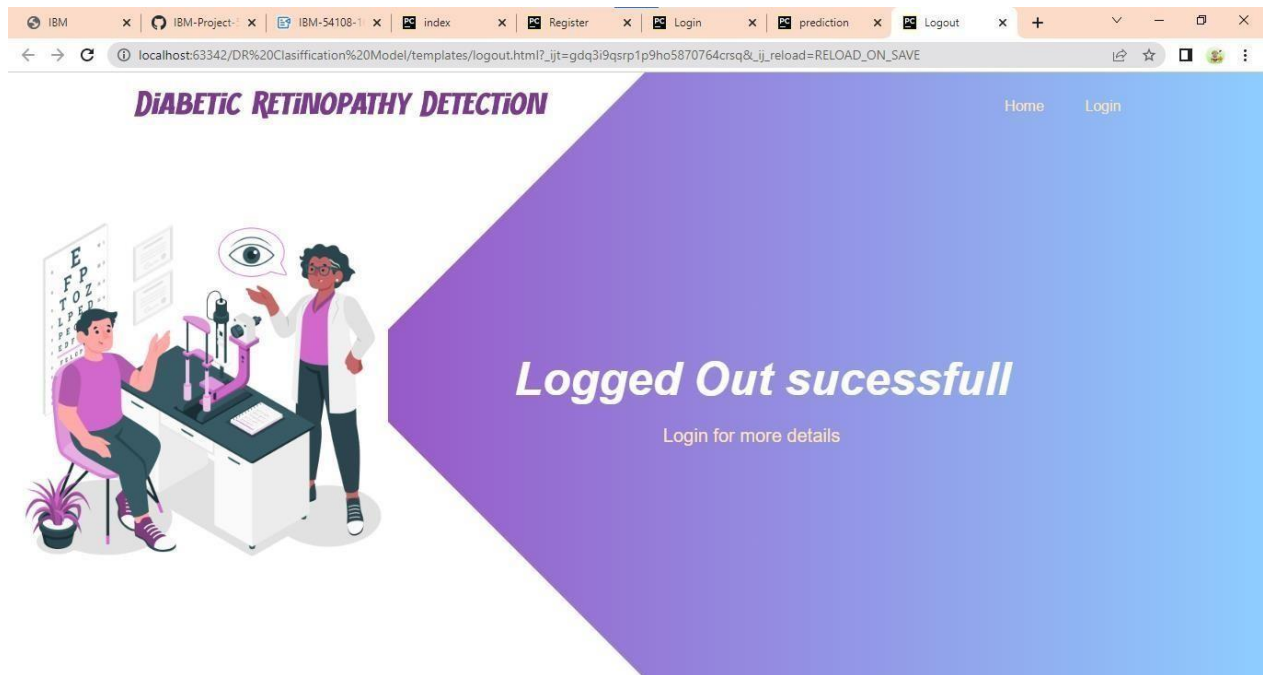 IBM IBM-Project- IBM-54108-1 index Register Login prediction Logout
localhost:63342/DR%20Clasiffication%20Model/templates/logout.html?_ijt=gdq3i9qsrp1p9ho5870764crsq&_ij_reload=RELOAD_ON_SAVE
DiABETiC RETiNOPATHY DETECTiON
Home Login
E
F P
T O Z
L P E D
Logged Out sucessfull
Login for more details